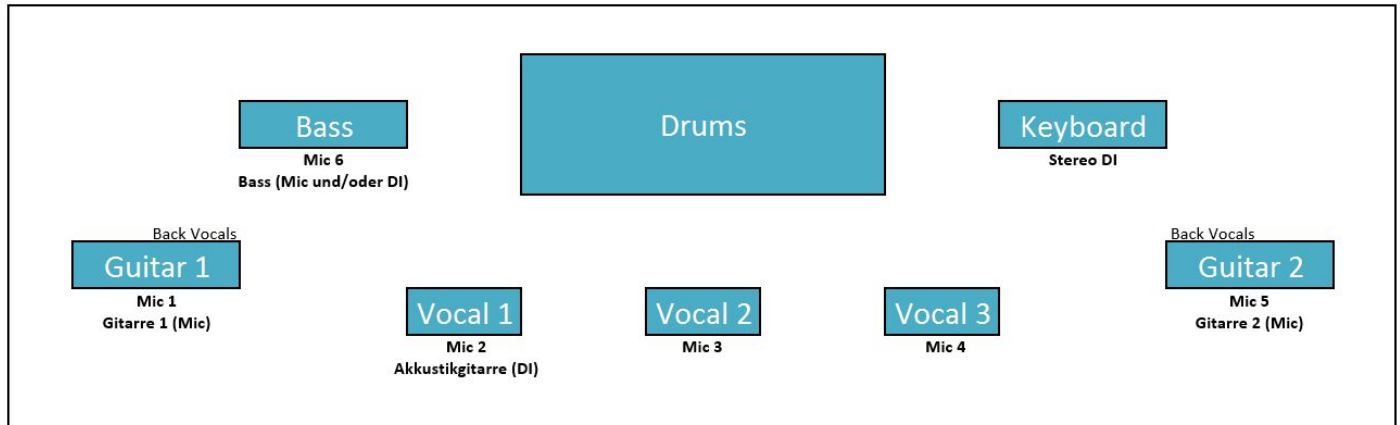 Drums
Bass
Mic 6
Bass (Mic und/oder DI)
Keyboard
Stereo DI
Back Vocals
Guitar 1
Mic 1
Gitarre 1 (Mic)
Back Vocals
Guitar 2
Mic 5
Gitarre 2 (Mic)
Vocal 1
Mic 2
Akkustikgitarre (DI)
Vocal 2
Mic 3
Vocal 3
Mic 4